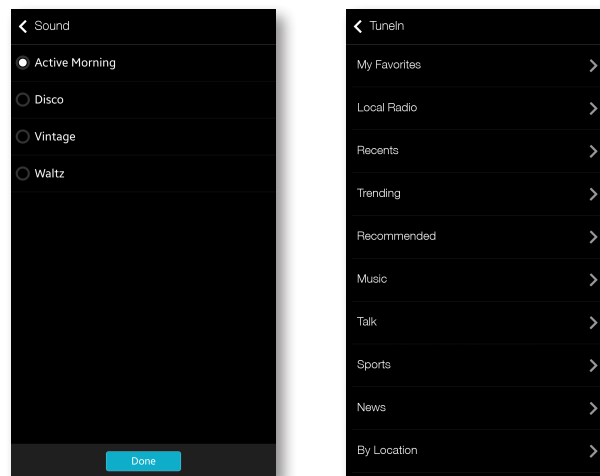 Sound
Active Morning
Disco
Vintage
Waltz
Done
TuneIn
My Favorites
Local Radio
Recents
Trending
Recommended
Music
Talk
Sports
News
By Location